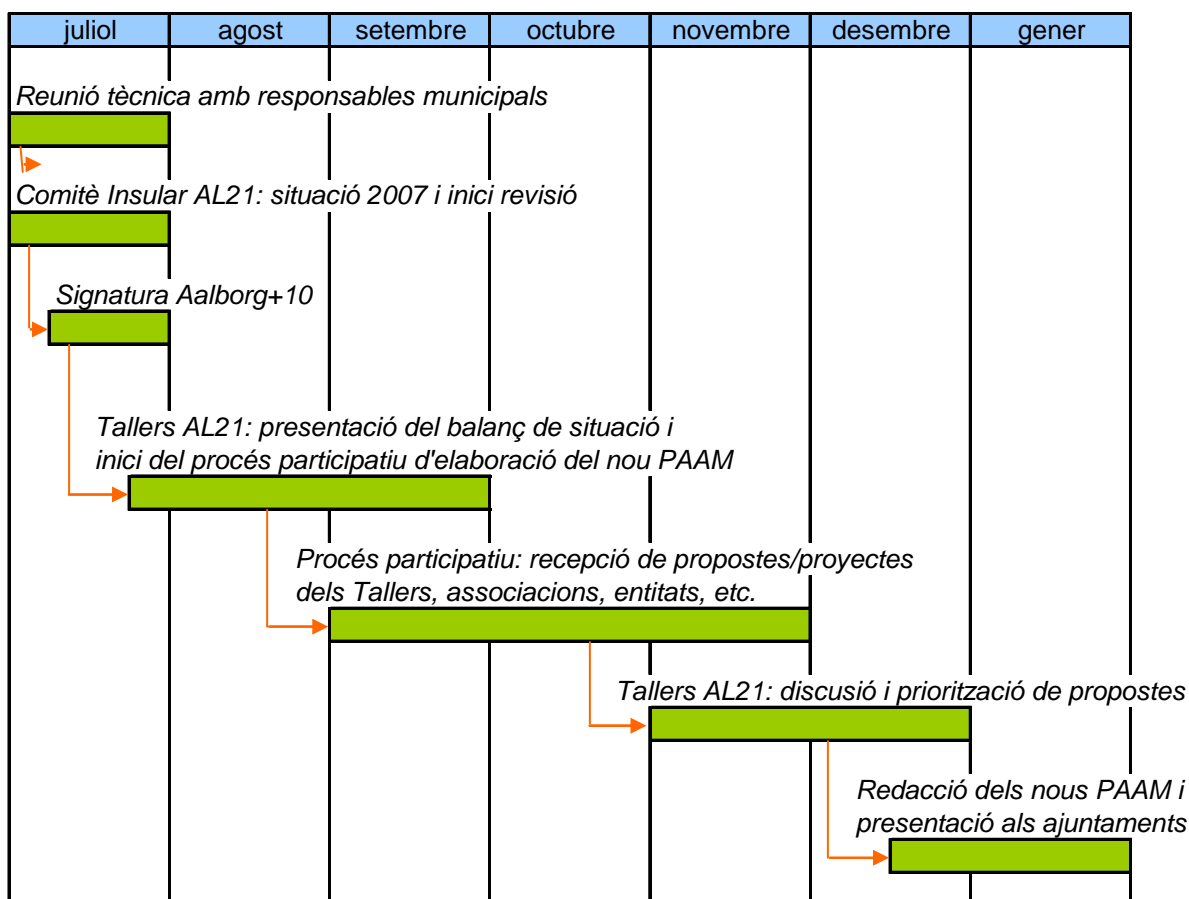 juliol agost setembre octubre novembre desembre gener
Reunió tècnica amb responsables municipals
Comitè Insular AL21: situació 2007 i inici revisió
Signatura Aalborg+10
Tallers AL21: presentació del balanç de situació i
inici del procés participatiu d'elaboració del nou PAAM
Procés participatiu: recepció de propostes/proyectes
dels Tallers, associacions, entitats, etc.
Tallers AL21: discusió i priorització de propostes
Redacció dels nous PAAM i
presentació als ajuntaments